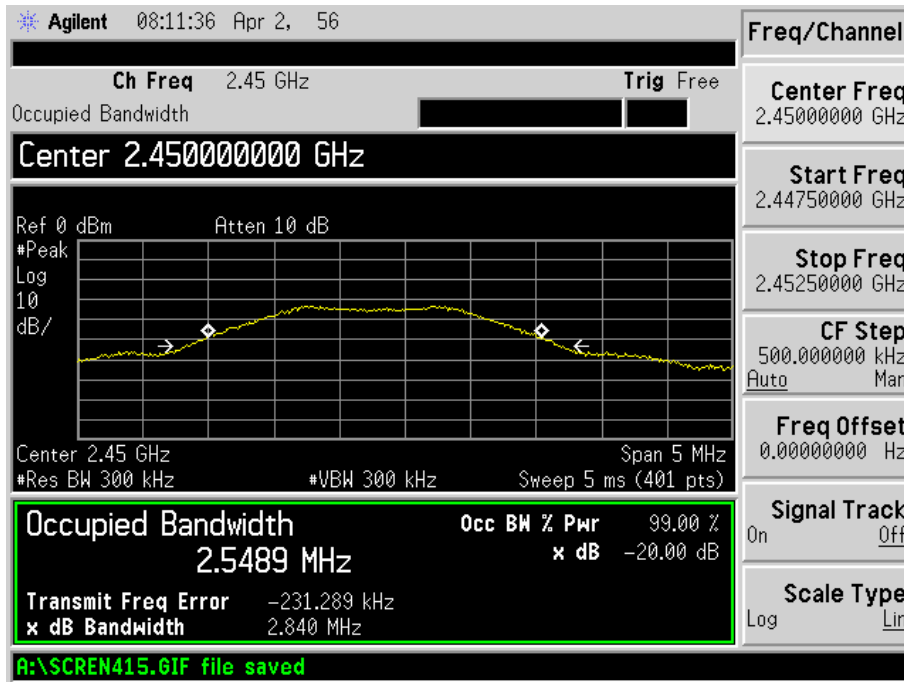 Agilent 08:11:36 Apr 2, 56
Ch Freq 2.45 GHz Trig Free
Occupied Bandwidth
Center 2.450000000 GHz
Ref 0 dBm Atten 10 dB
#Peak
Log
10
dB/
Center 2.45 GHz Span 5 MHz
#Res BW 300 kHz #VBW 300 kHz Sweep 5 ms (401 pts)
Occupied Bandwidth Occ BW % Pwr 99.00 %
2.5489 MHz x dB -20.00 dB
Transmit Freq Error -231.289 kHz
x dB Bandwidth 2.840 MHz
A:\SCREN415.GIF file saved
Freq/Channel
Center Freq
2.45000000 GHz
Start Freq
2.44750000 GHz
Stop Freq
2.45250000 GHz
CF Step
500.000000 kHz
Auto Man
Freq Offset
0.00000000 Hz
Signal Track
On Off
Scale Type
Log Lin